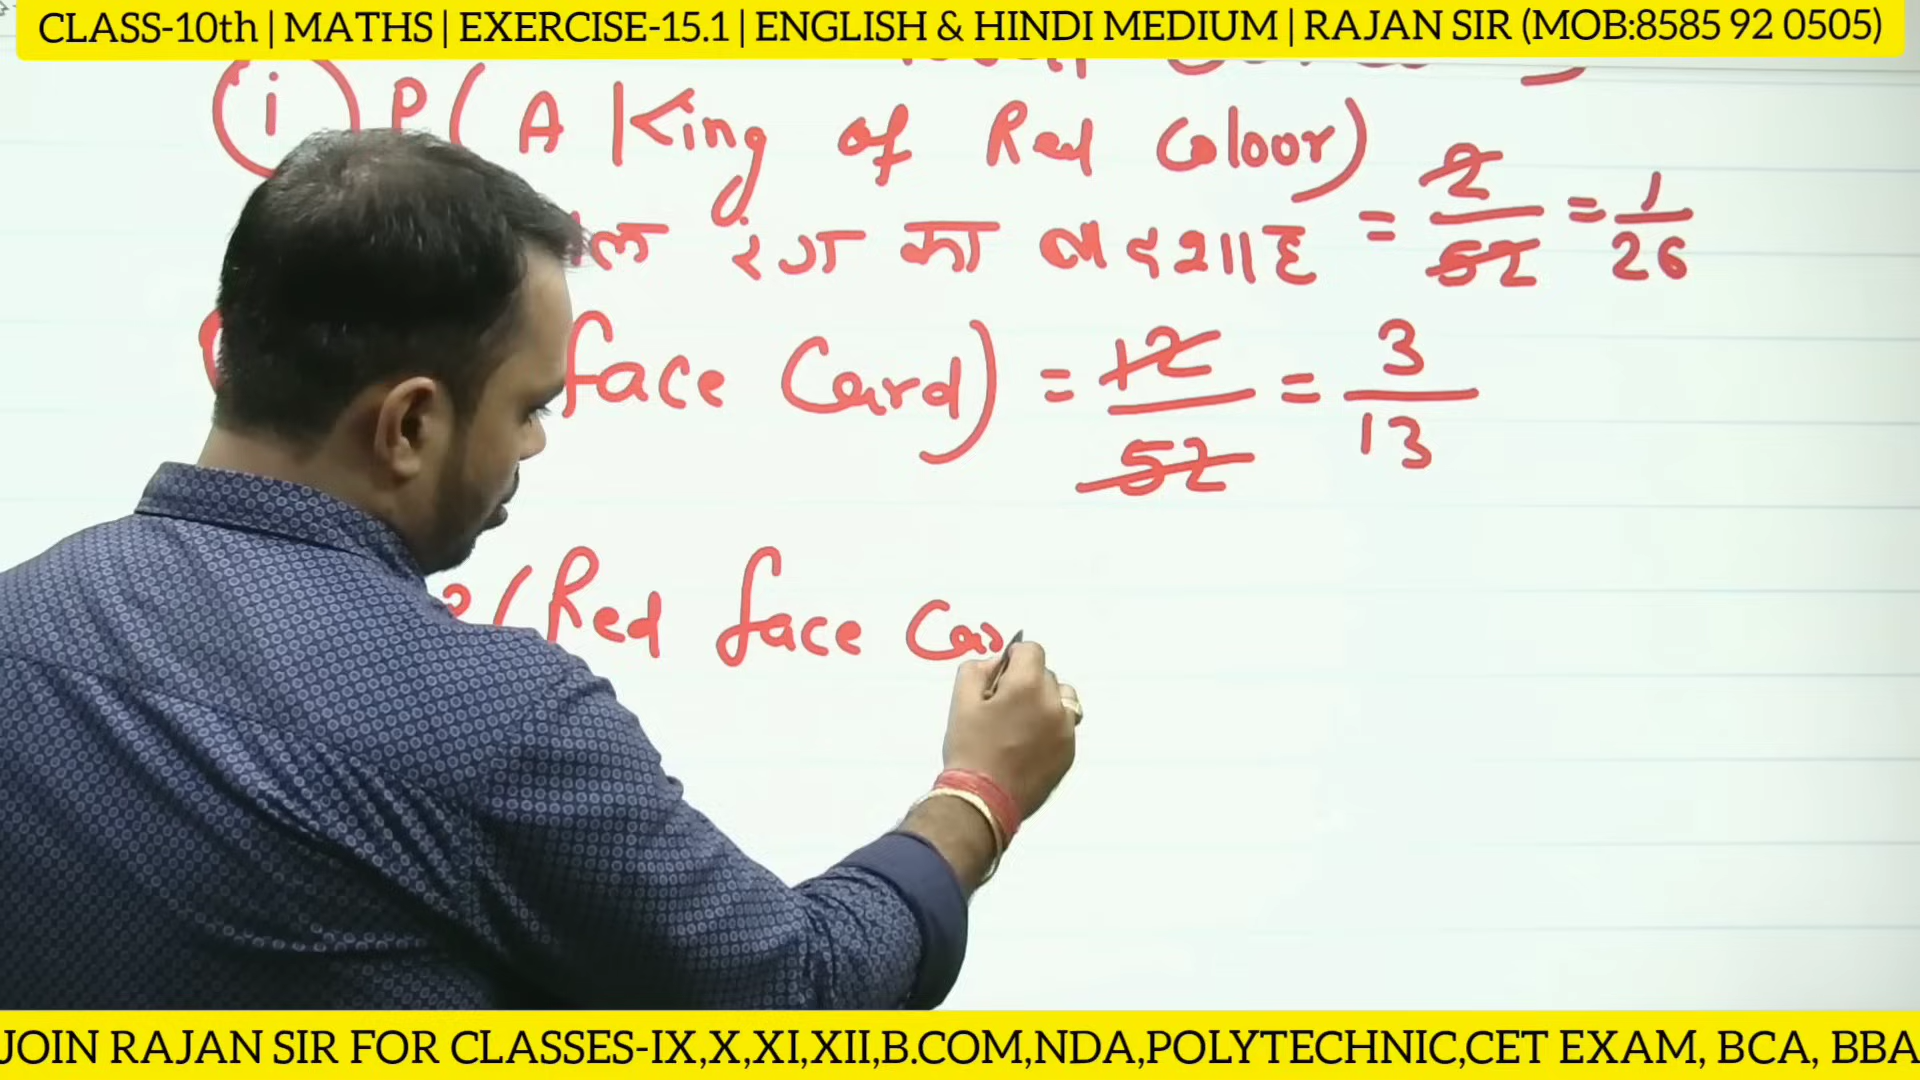 CLASS-10th | MATHS | EXERCISE-15.1 | ENGLISH & HINDI MEDIUM | RAJAN SIR (MOB:8585 92 0505)
(i) P(A King of Red Coloor)
रंग का बादशाह = 2/52 = 1/26
face Card) = 12/52 = 3/13
P(Red face Car
JOIN RAJAN SIR FOR CLASSES-IX,X,XI,XII,B.COM,NDA,POLYTECHNIC,CET EXAM, BCA, BBA